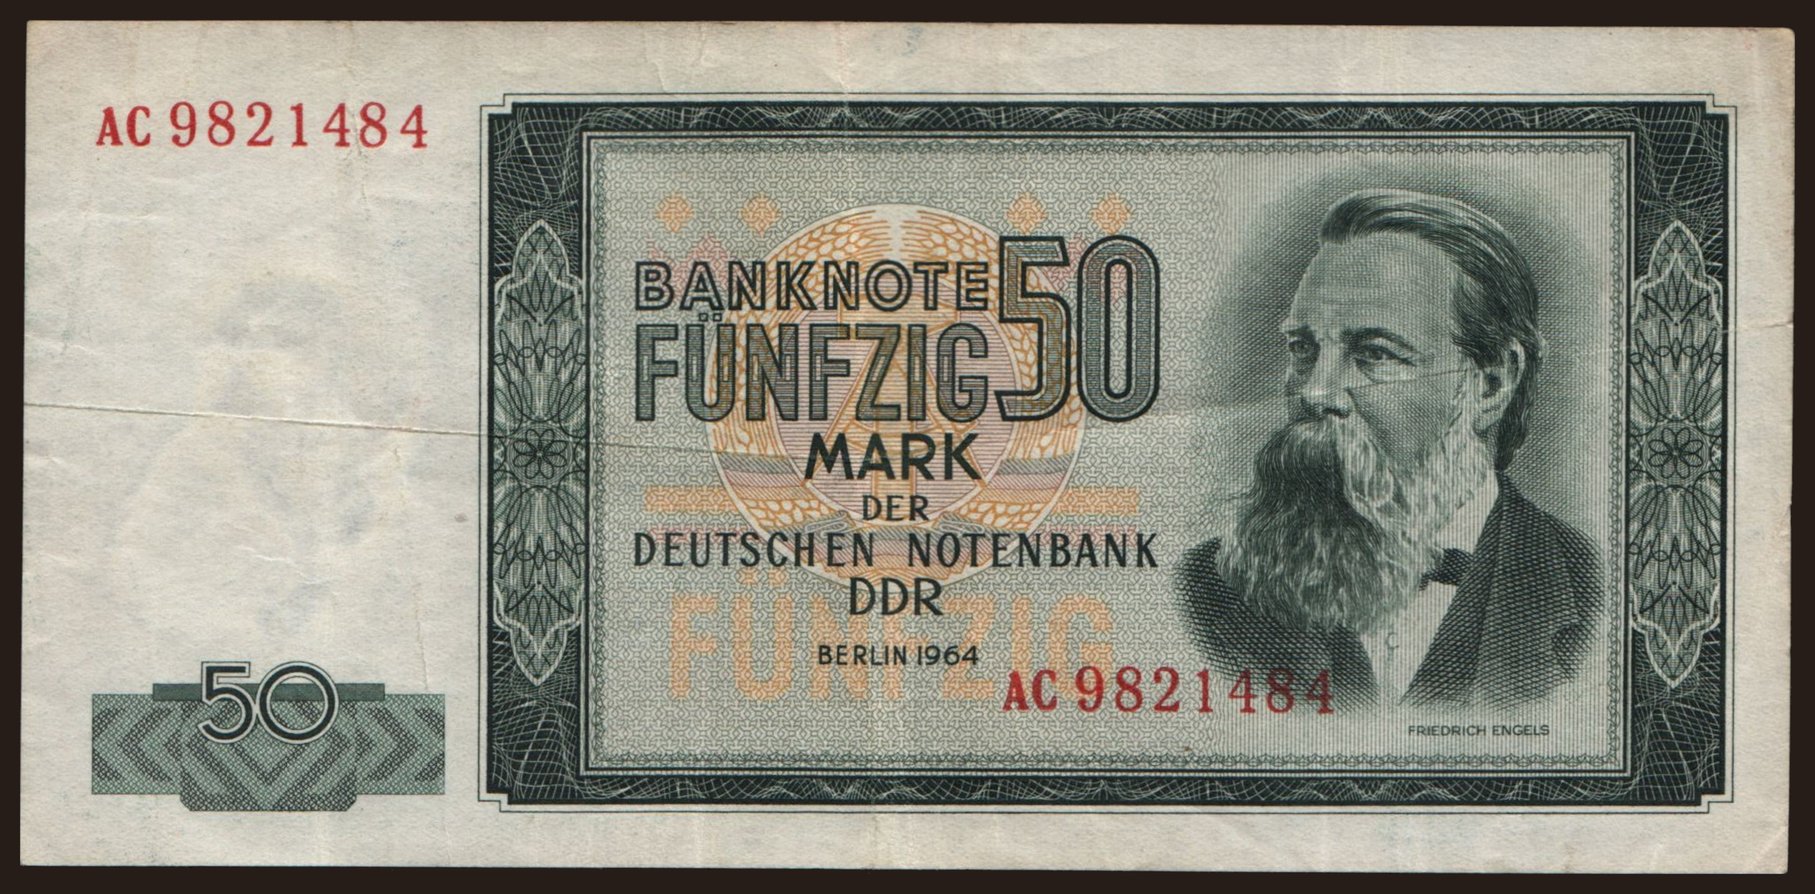 AC 9821484
BANKNOTE 50
FÜNFZIG
MARK
DER
DEUTSCHEN NOTENBANK
DDR
FÜNFZIG
BERLIN 1964
AC 9821484
50
FRIEDRICH ENGELS